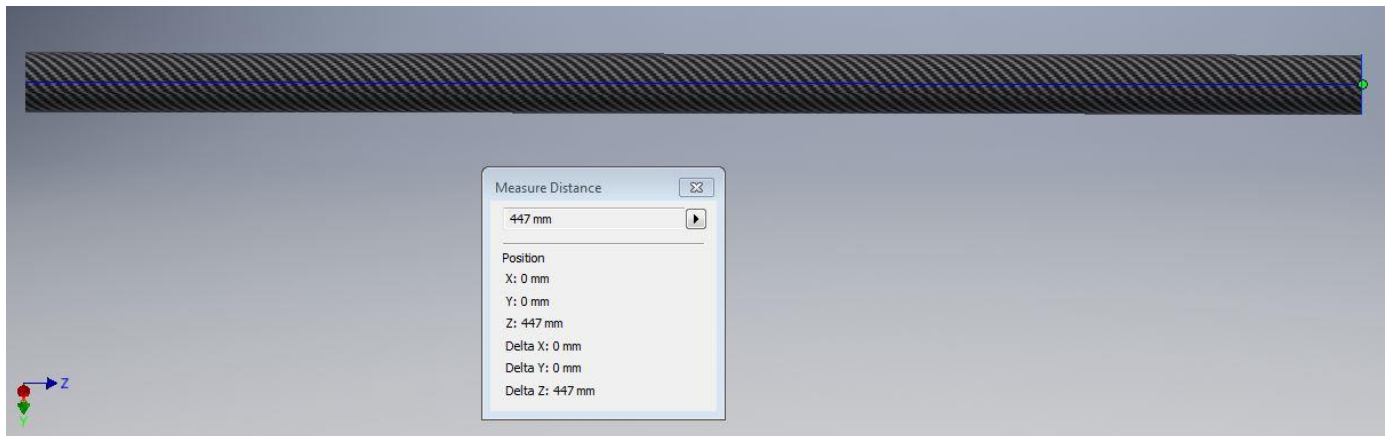 Measure Distance
447 mm
Position
X: 0 mm
Y: 0 mm
Z: 447 mm
Delta X: 0 mm
Delta Y: 0 mm
Delta Z: 447 mm
Z
Y